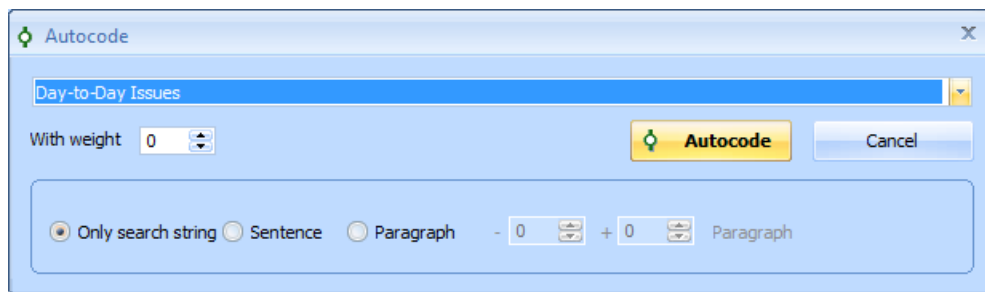 Autocode
Day-to-Day Issues
With weight 0 Autocode Cancel
Only search string Sentence Paragraph - 0 + 0 Paragraph